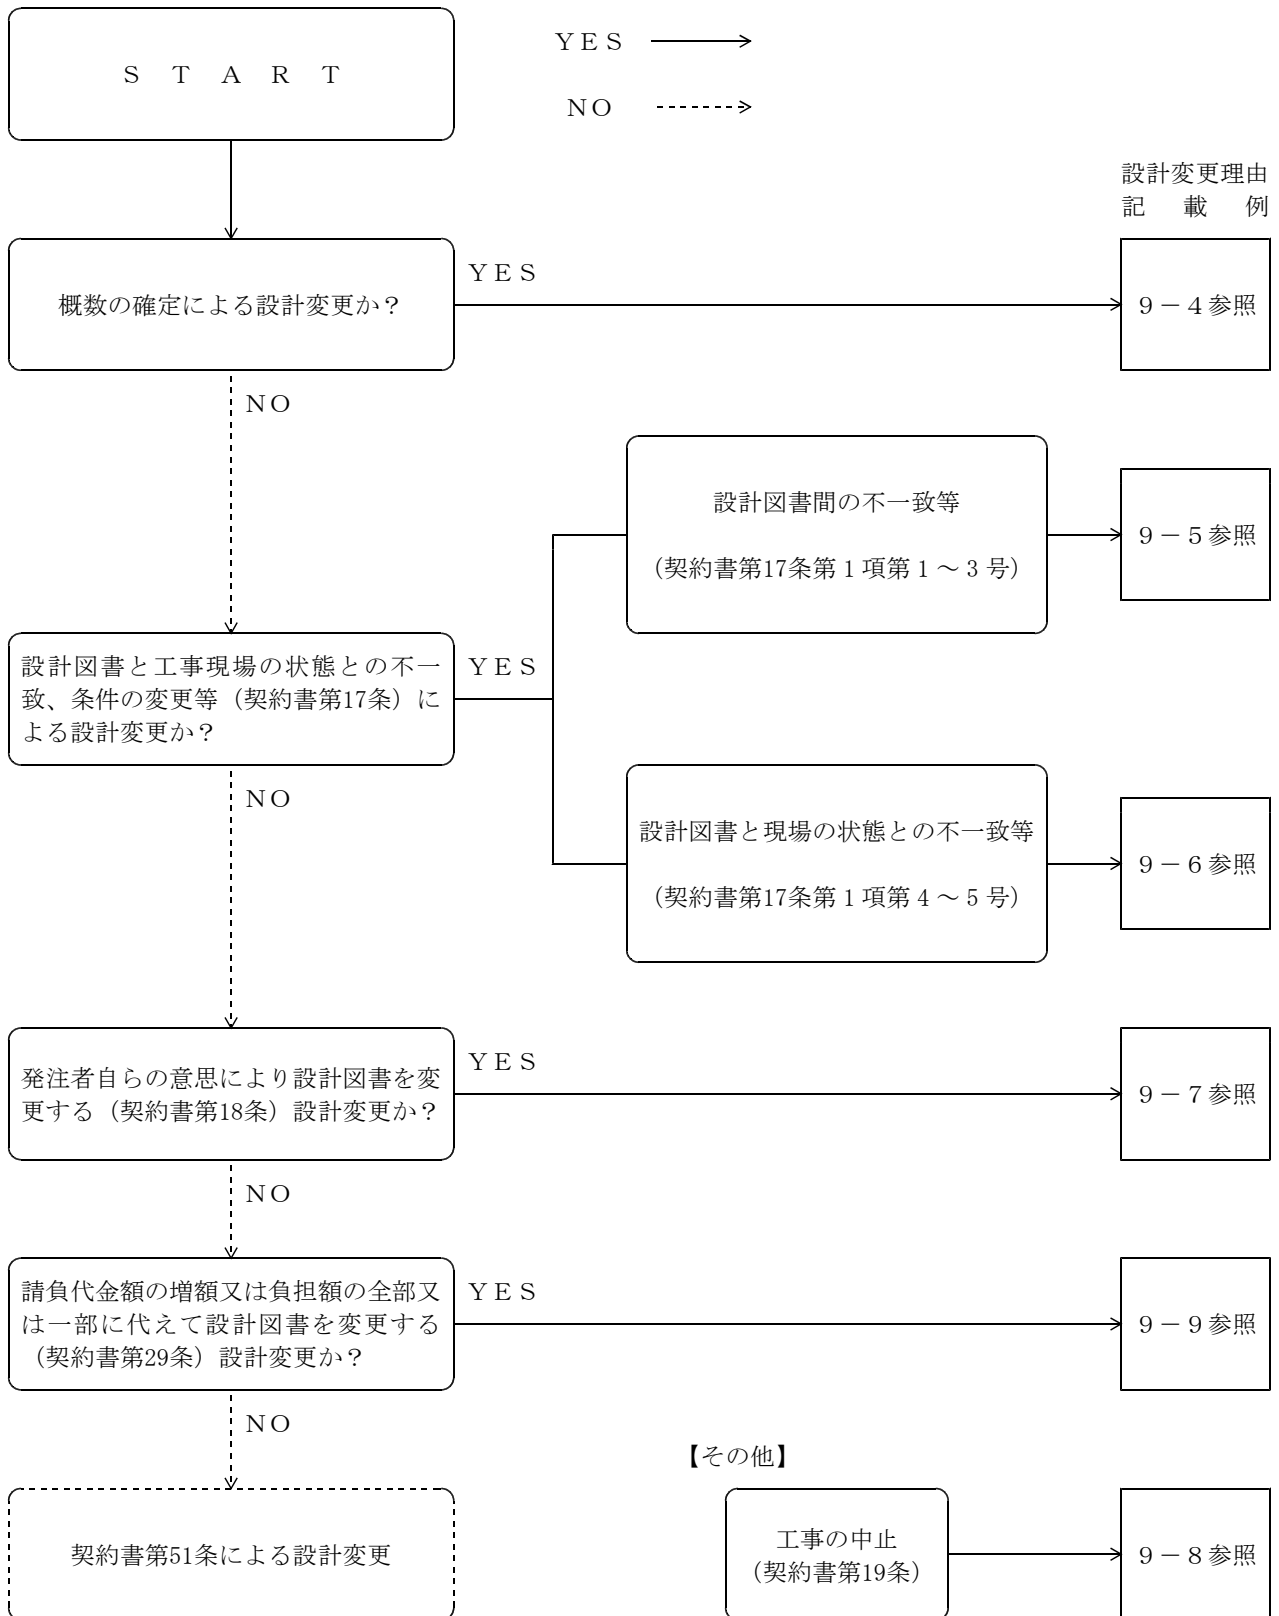 ＳＴＡＲＴ
ＹＥＳ
ＮＯ
設計変更理由
記載例
概数の確定による設計変更か？
ＹＥＳ
９－４参照
ＮＯ
設計図書間の不一致等
（契約書第17条第１項第１～３号）
９－５参照
設計図書と工事現場の状態との不一
致、条件の変更等（契約書第17条）に
よる設計変更か？
ＹＥＳ
ＮＯ
設計図書と現場の状態との不一致等
（契約書第17条第１項第４～５号）
９－６参照
発注者自らの意思により設計図書を変
更する（契約書第18条）設計変更か？
ＹＥＳ
９－７参照
ＮＯ
請負代金額の増額又は負担額の全部又
は一部に代えて設計図書を変更する
（契約書第29条）設計変更か？
ＹＥＳ
９－９参照
ＮＯ
契約書第51条による設計変更
【その他】
工事の中止
（契約書第19条）
９－８参照